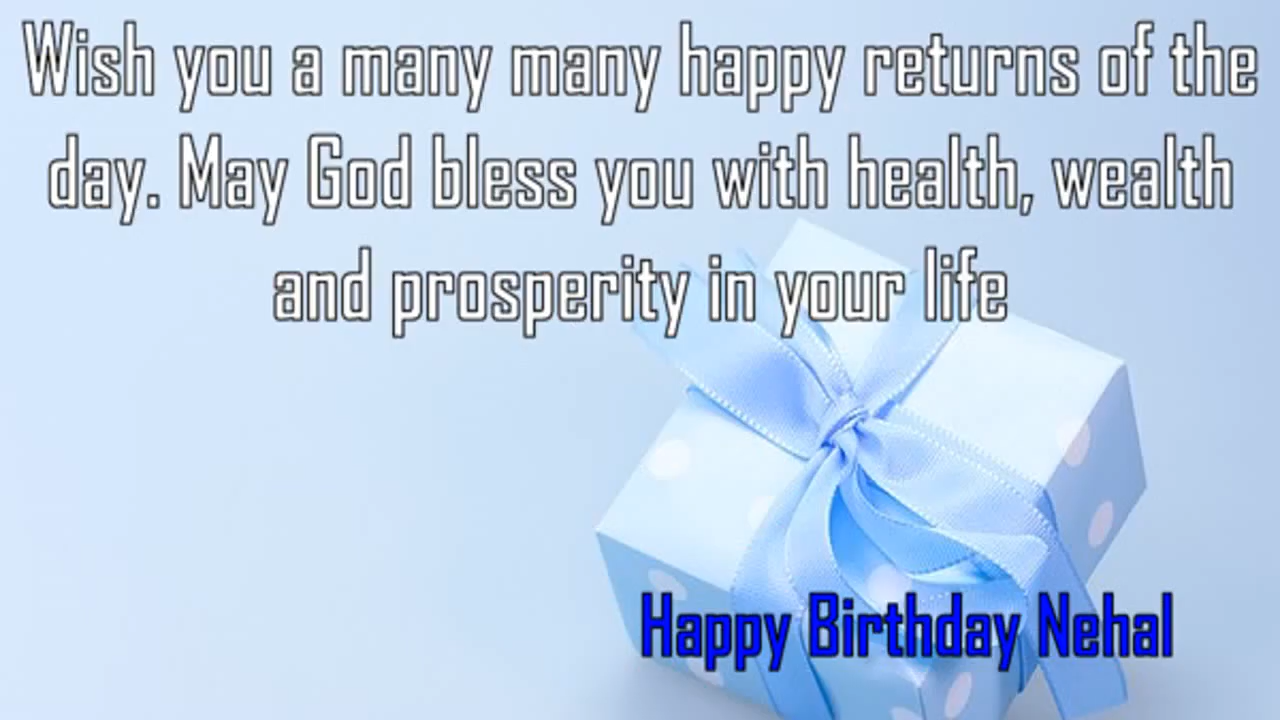 Wish you a many many happy returns of the
day. May God bless you with health, wealth
and prosperity in your life
Happy Birthday Nehal